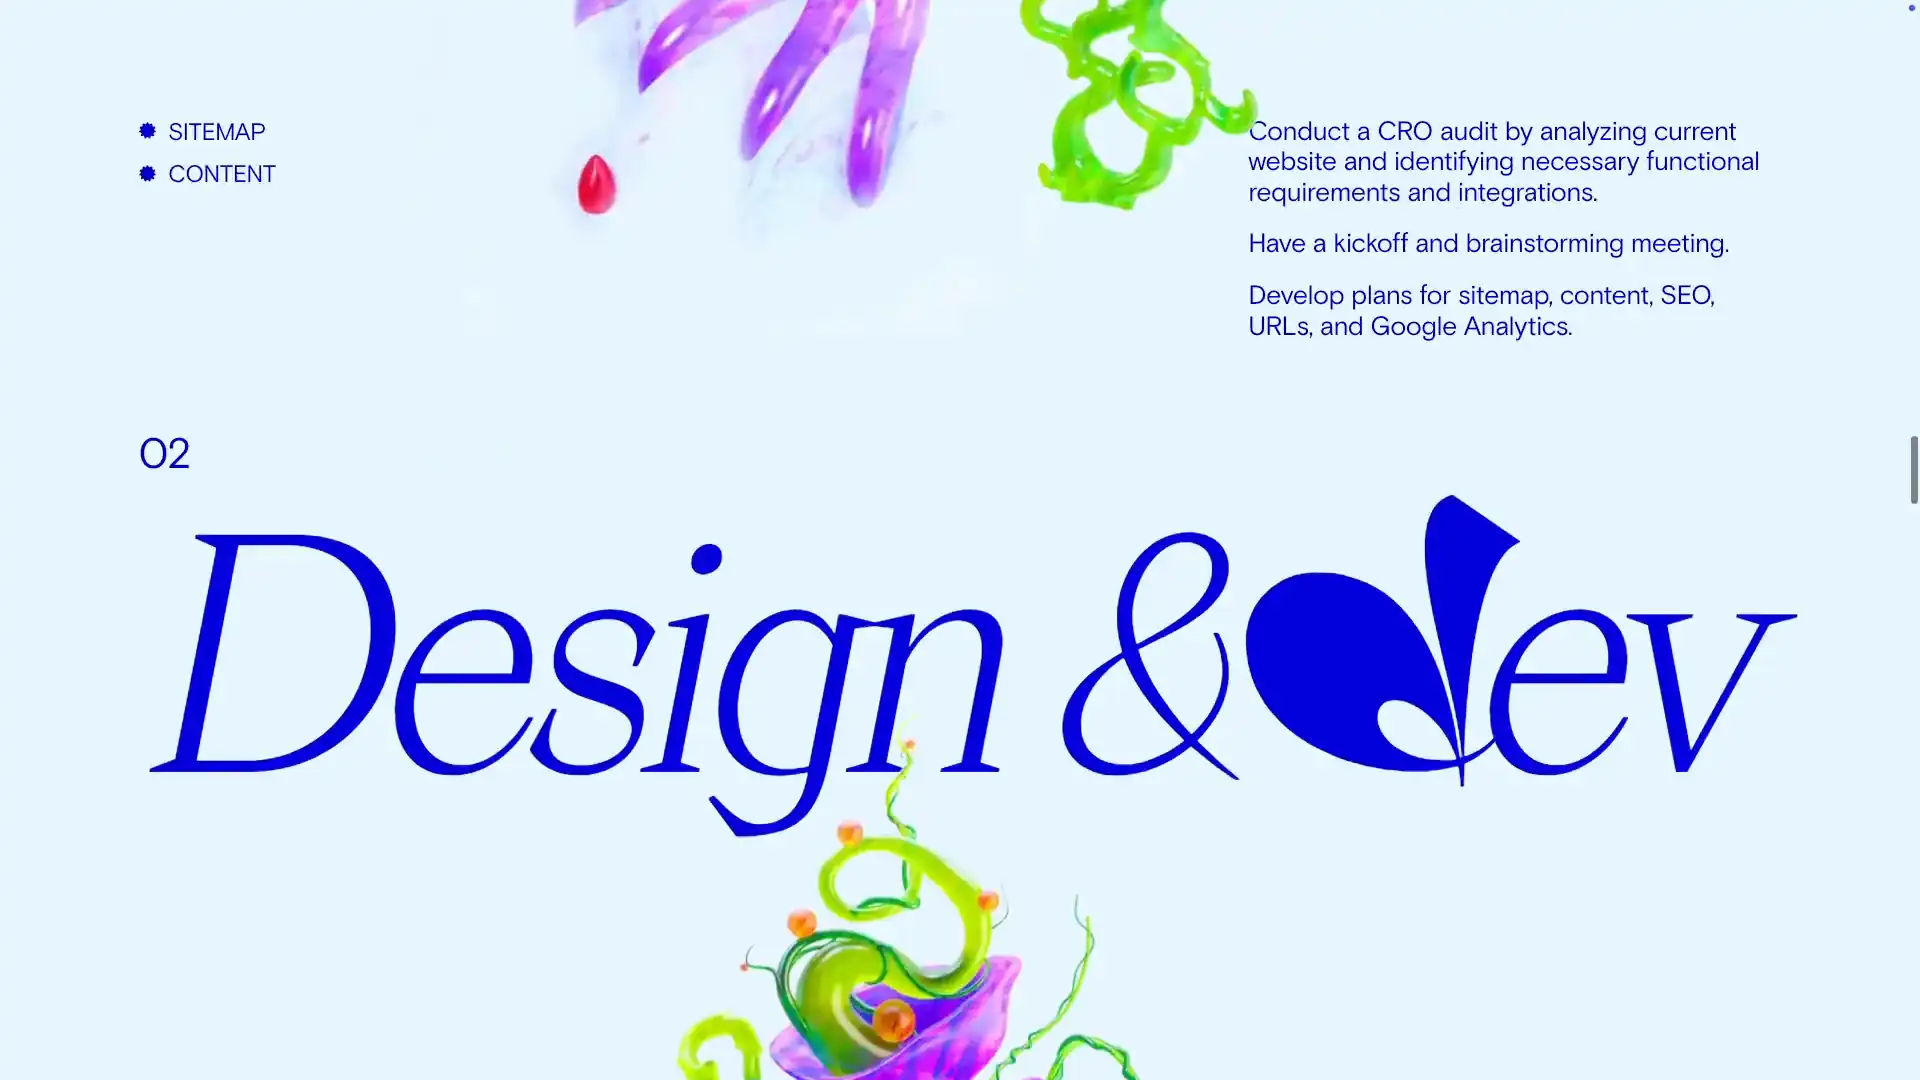 SITEMAP
CONTENT
Conduct a CRO audit by analyzing current
website and identifying necessary functional
requirements and integrations.
Have a kickoff and brainstorming meeting.
Develop plans for sitemap, content, SEO,
URLs, and Google Analytics.
02
Design & dev